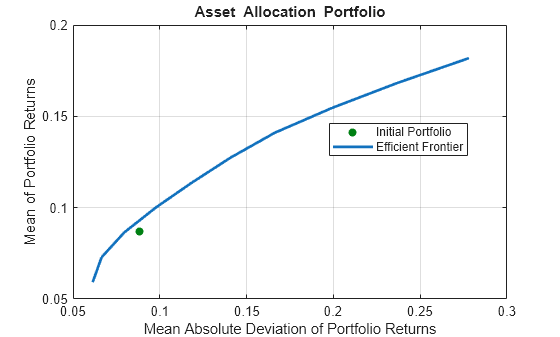 Asset Allocation Portfolio
0.2
0.15
0.1
0.05
Mean of Portfolio Returns
Initial Portfolio
Efficient Frontier
0.05
0.1
0.15
0.2
0.25
0.3
Mean Absolute Deviation of Portfolio Returns